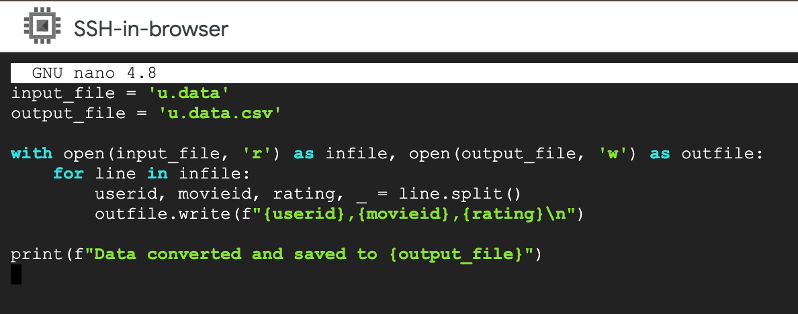 SSH-in-browser
GNU nano 4.8
input_file = 'u.data'
output_file = 'u.data.csv'
with open(input_file, 'r') as infile, open(output_file, 'w') as outfile:
    for line in infile:
        userid, movieid, rating, _ = line.split()
        outfile.write(f"{userid},{movieid},{rating}\n")
print(f"Data converted and saved to {output_file}")